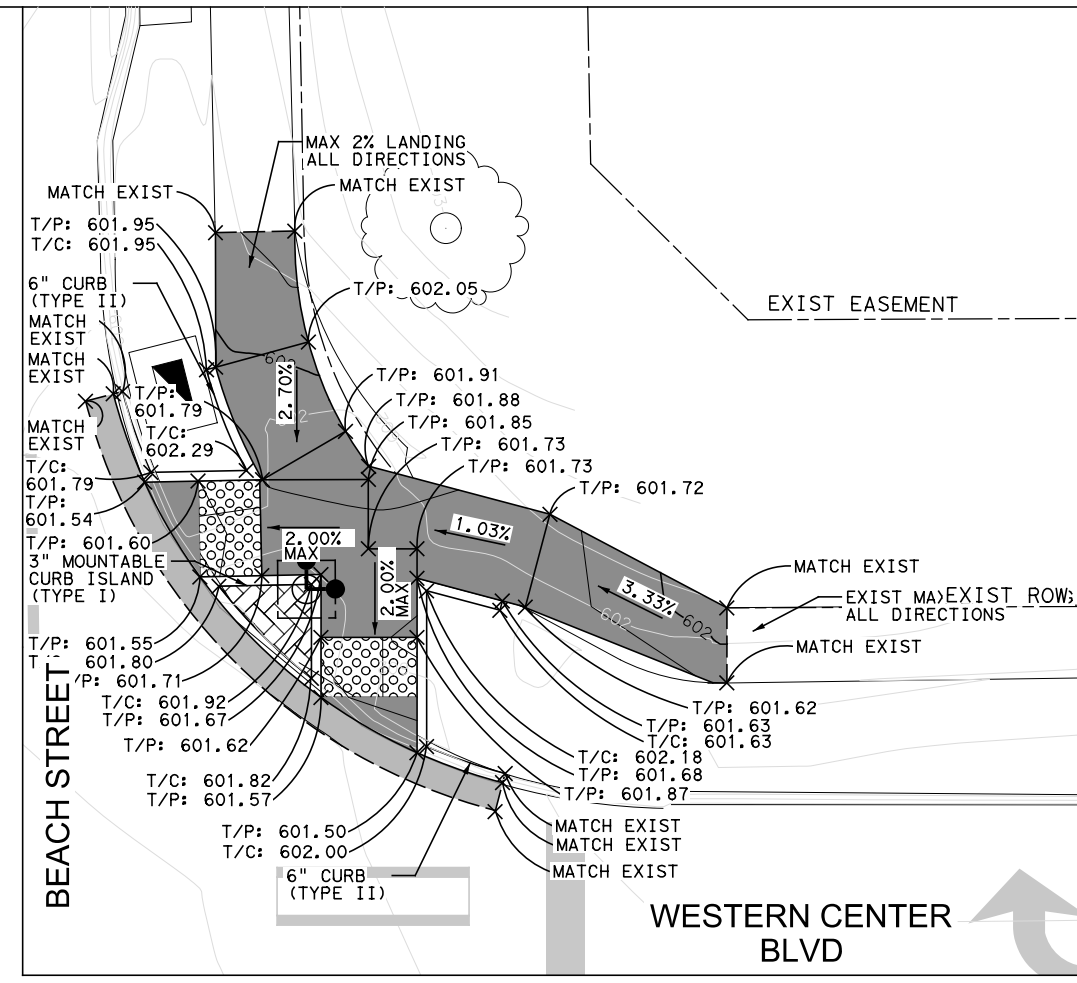 MAX 2% LANDING
ALL DIRECTIONS
MATCH EXIST
MATCH EXIST
T/P: 601.95
T/C: 601.95
6" CURB
(TYPE II)
T/P: 602.05
EXIST EASEMENT
MATCH
EXIST
MATCH
EXIST
2.70%
T/P: 601.91
T/P:
601.79
T/P: 601.88
T/P: 601.85
MATCH
EXIST
T/C:
602.29
T/P: 601.73
T/P: 601.73
T/C:
601.79
T/P:
601.54
T/P: 601.72
1.03%
T/P: 601.60
2.00%
MAX
3" MOUNTABLE
CURB ISLAND
(TYPE I)
2.00%
MAX
3.33%
602
602
602
MATCH EXIST
EXIST
EXIST ROW
ALL DIRECTIONS
MATCH EXIST
T/P: 601.55
601.80
/P: 601.71
T/C: 601.92
T/P: 601.67
T/P: 601.62
T/P: 601.62
T/P: 601.63
T/C: 601.63
T/C: 602.18
T/P: 601.68
T/P: 601.87
T/C: 601.82
T/P: 601.57
T/P: 601.50
T/C: 602.00
MATCH EXIST
MATCH EXIST
MATCH EXIST
6" CURB
(TYPE II)
BEACH STREET
WESTERN CENTER
BLVD